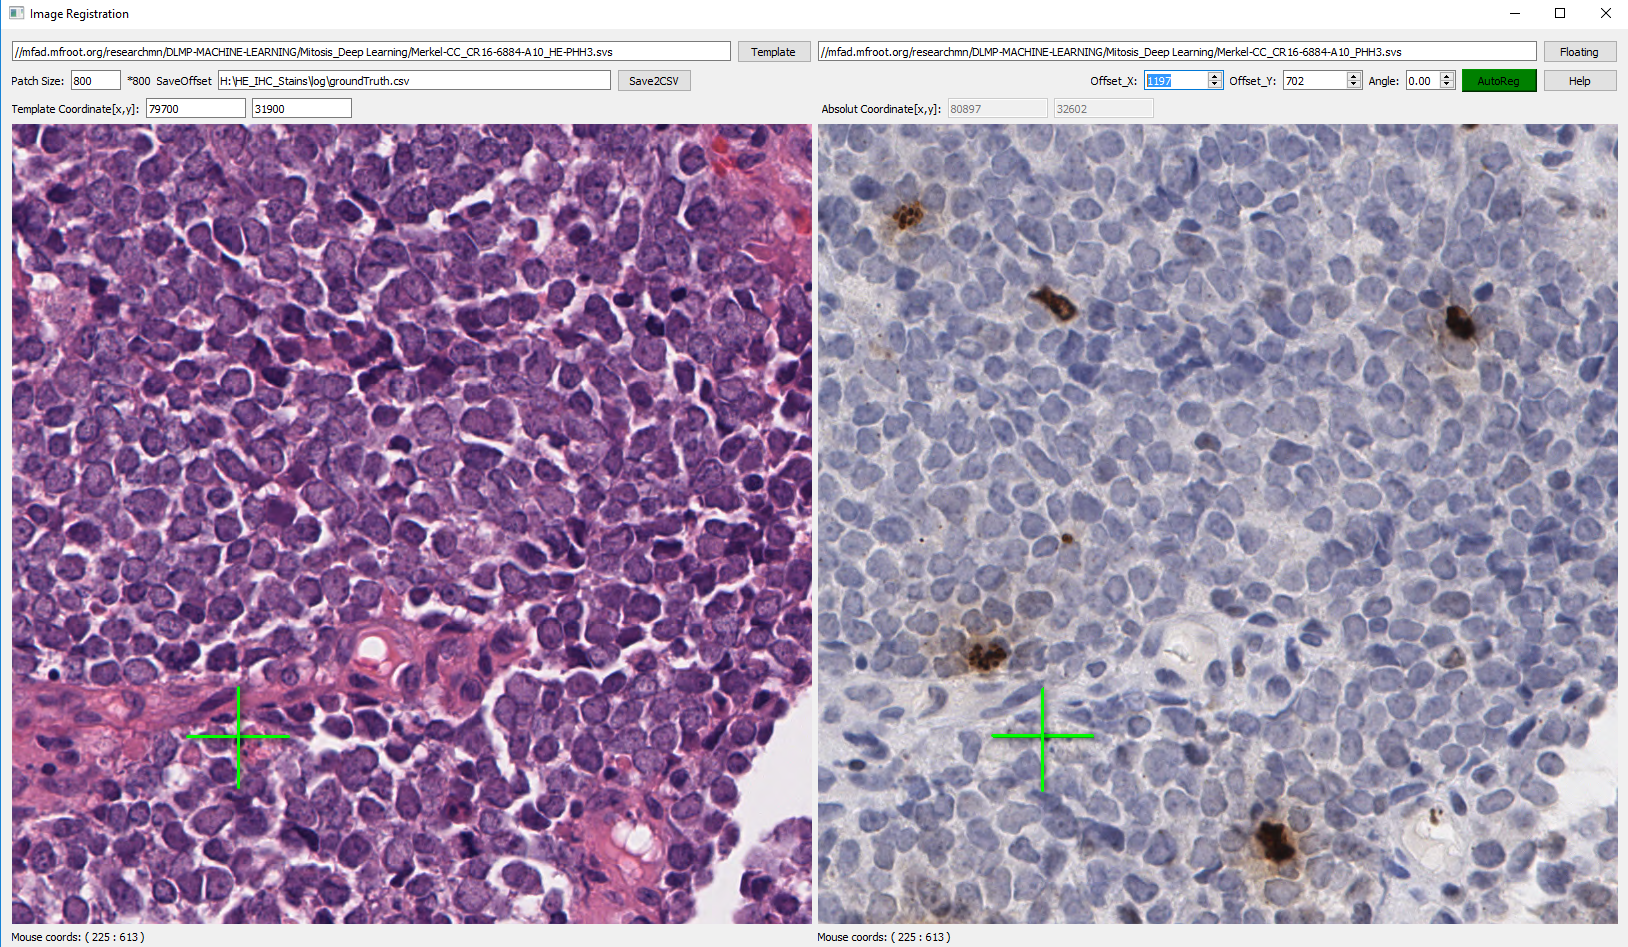 Image Registration
//mfad.mfroot.org/researchmn/DLMP-MACHINE-LEARNING/Mitosis_Deep Learning/Merkel-CC_CR16-6884-A10_HE-PHH3.svs Template //mfad.mfroot.org/researchmn/DLMP-MACHINE-LEARNING/Mitosis_Deep Learning/Merkel-CC_CR16-6884-A10_PHH3.svs Floating
Patch Size: 800 *800 SaveOffset H:\HE_IHC_Stains\log\groundTruth.csv Save2CSV Offset_X: 1197 Offset_Y: 702 Angle: 0.00 AutoReg Help
Template Coordinate[x,y]: 79700 31900 Absolut Coordinate[x,y]: 80897 32602
Mouse coords: ( 225 : 613 ) Mouse coords: ( 225 : 613 )